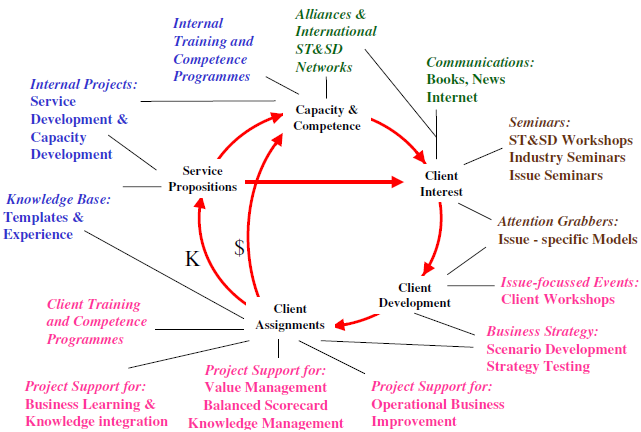 Internal
Training and
Competence
Programmes
Alliances &
International
ST&SD
Networks
Communications:
Books, News
Internet
Internal Projects:
Service
Development &
Capacity
Development
Capacity &
Competence
Seminars:
ST&SD Workshops
Industry Seminars
Issue Seminars
Service
Propositions
Client
Interest
Knowledge Base:
Templates &
Experience
Attention Grabbers:
Issue - specific Models
K
$
Client
Development
Issue-focussed Events:
Client Workshops
Client Training
and Competence
Programmes
Client
Assignments
Business Strategy:
Scenario Development
Strategy Testing
Project Support for:
Business Learning &
Knowledge integration
Project Support for:
Value Management
Balanced Scorecard
Knowledge Management
Project Support for:
Operational Business
Improvement